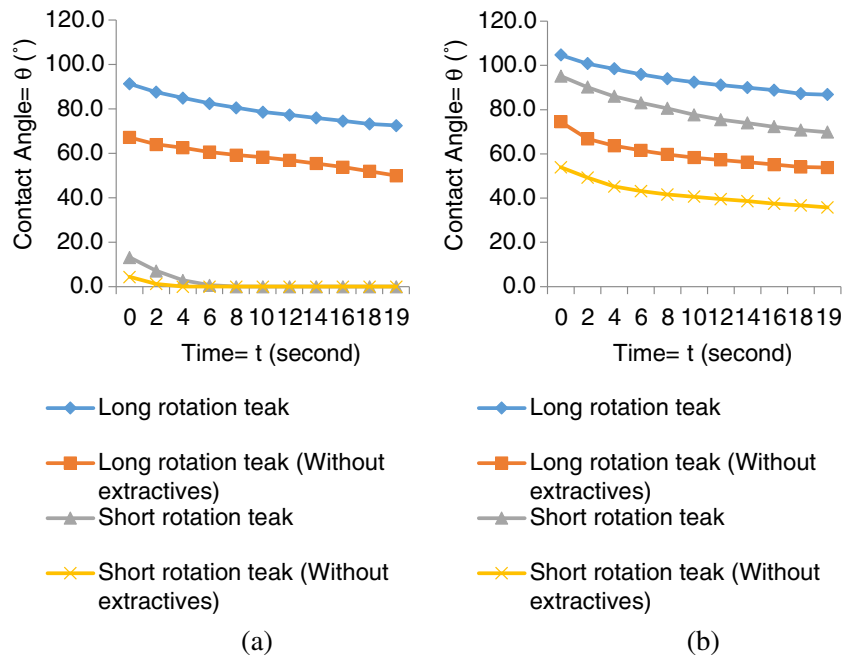 120.0
100.0
80.0
60.0
40.0
20.0
0.0
0 2 4 6 8 10 12 14 16 18 19
Contact Angle= θ (˚)
Time= t (second)
Long rotation teak
Long rotation teak (Without
extractives)
Short rotation teak
Short rotation teak (Without
extractives)
(a)
120.0
100.0
80.0
60.0
40.0
20.0
0.0
0 2 4 6 8 10 12 14 16 18 19
Contact Angle= θ (˚)
Time= t (second)
Long rotation teak
Long rotation teak (Without
extractives)
Short rotation teak
Short rotation teak (Without
extractives)
(b)